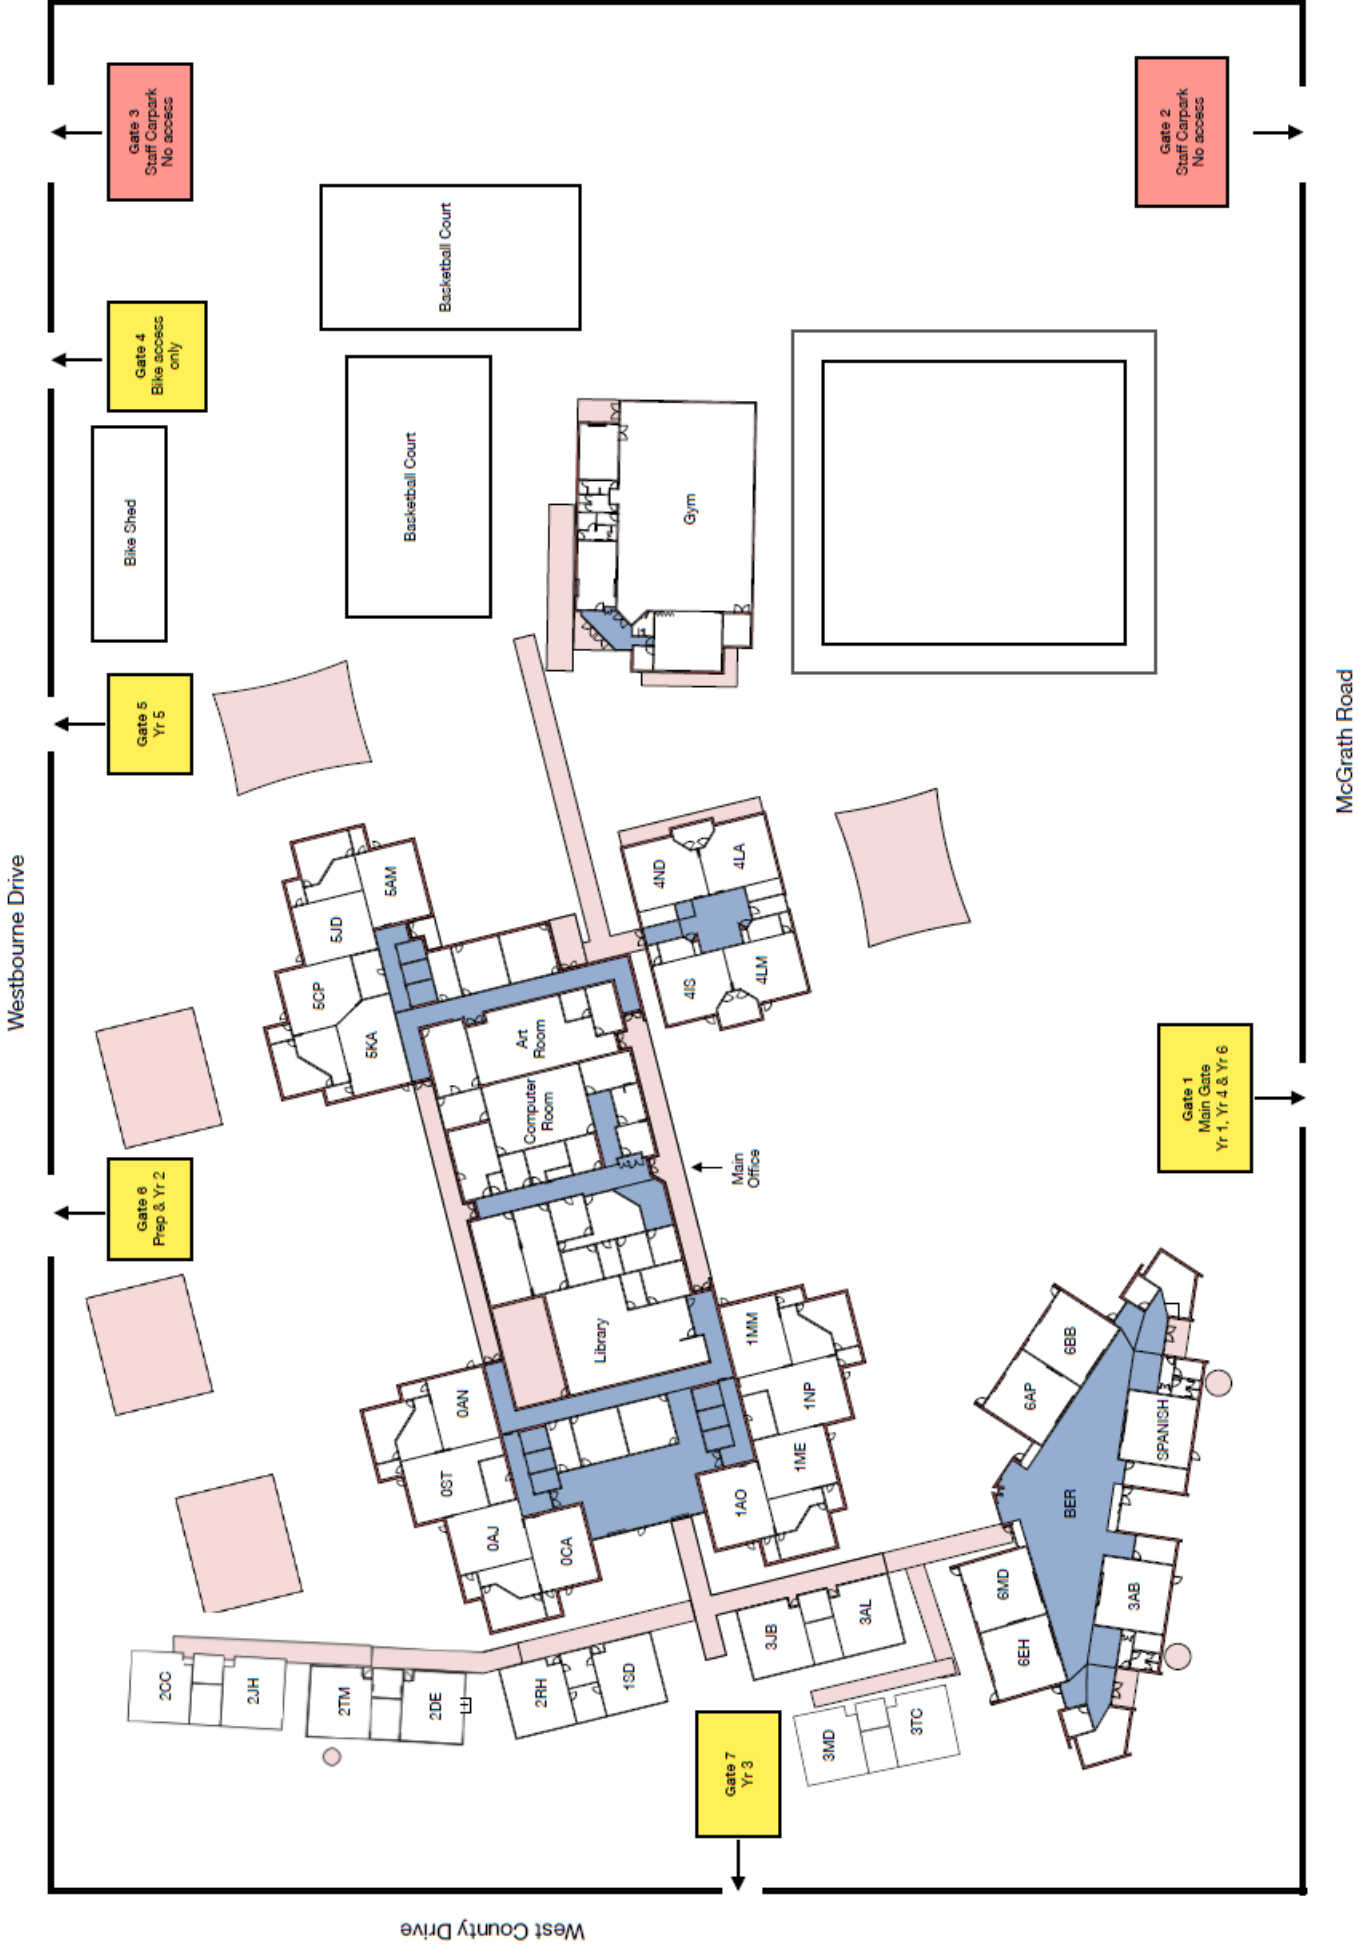 Westbourne Drive
Gate 6
Prep & Yr 2
Gate 5
Yr 5
Bike Shed
Gate 4
Bike access
only
Gate 3
Staff Carpark
No access
Basketball Court
Basketball Court
Gym
2CC
2JH
2TM
2DE
2RH
1SD
0AN
0ST
0AJ
0CA
5CP
5JD
5KA
5AM
Library
Computer
Room
Art
Room
Main
Office
4ND
4LA
4IS
4LM
1MM
1NP
1ME
1AO
3JB
3AL
3MD
3TC
6MD
6EH
6AP
6BB
BER
SPANISH
3AB
Gate 7
Yr 3
Gate 1
Main Gate
Yr 1, Yr 4 & Yr 6
Gate 2
Staff Carpark
No access
West County Drive
McGrath Road